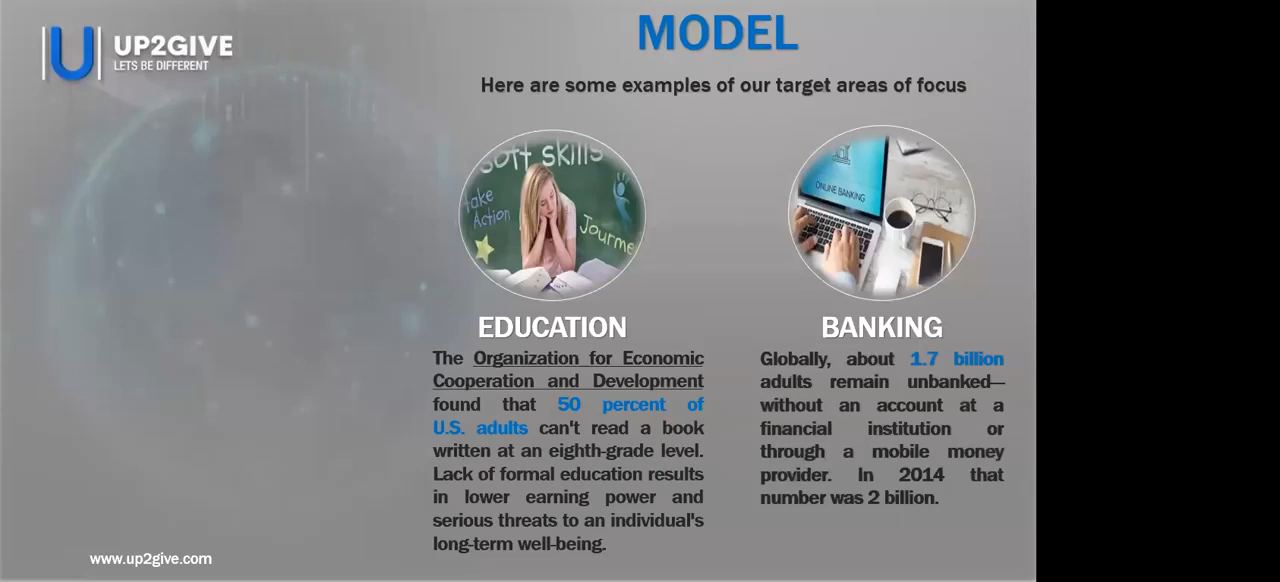 UP2GIVE
LETS BE DIFFERENT
MODEL
Here are some examples of our target areas of focus
soft skills
Take
Action
Journe
ONLINE BANKING
EDUCATION
The Organization for Economic
Cooperation and Development
found that 50 percent of
U.S. adults can't read a book
written at an eighth-grade level.
Lack of formal education results
in lower earning power and
serious threats to an individual's
long-term well-being.
BANKING
Globally, about 1.7 billion
adults remain unbanked—
without an account at a
financial institution or
through a mobile money
provider. In 2014 that
number was 2 billion.
www.up2give.com